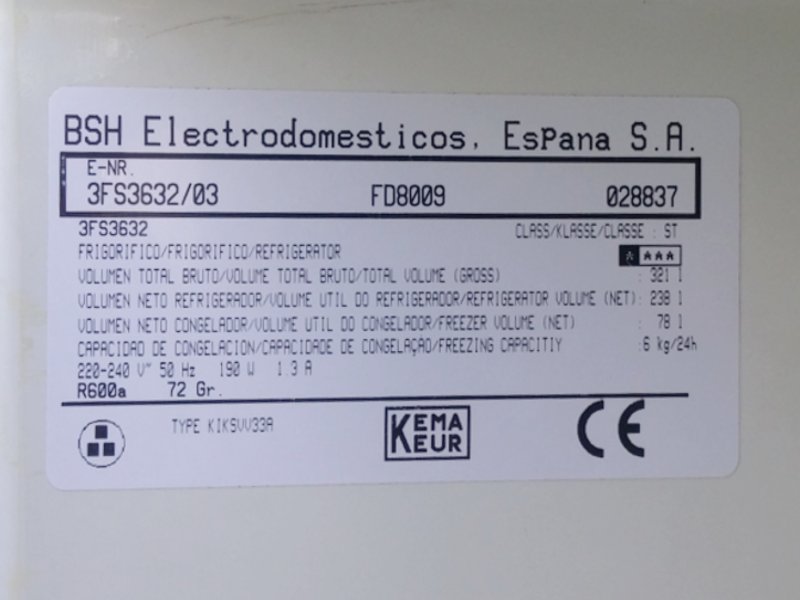 BSH Electrodomesticos, EsPana S.A.
E-NR.
3FS3632/03 FD8009 028837
3FS3632 CLASS/KLASSE/CLASSE : ST
FRIGORIFICO/FRIGORIFICO/REFRIGERATOR
VOLUMEN TOTAL BRUTO/VOLUME TOTAL BRUTO/TOTAL VOLUME (GROSS) : 321 l
VOLUMEN NETO REFRIGERADOR/VOLUME UTIL DO REFRIGERADOR/REFRIGERATOR VOLUME (NET): 238 l
VOLUMEN NETO CONGELADOR/VOLUME UTIL DO CONGELADOR/FREEZER VOLUME (NET) : 78 l
CAPACIDAD DE CONGELACION/CAPACIDADE DE CONGELAÇÃO/FREEZING CAPACITIY :6 kg/24h
220-240 V~ 50 Hz 190 W 1.3 A
R600a 72 Gr.
TYPE KIKSVV33A KEMA KEUR CE